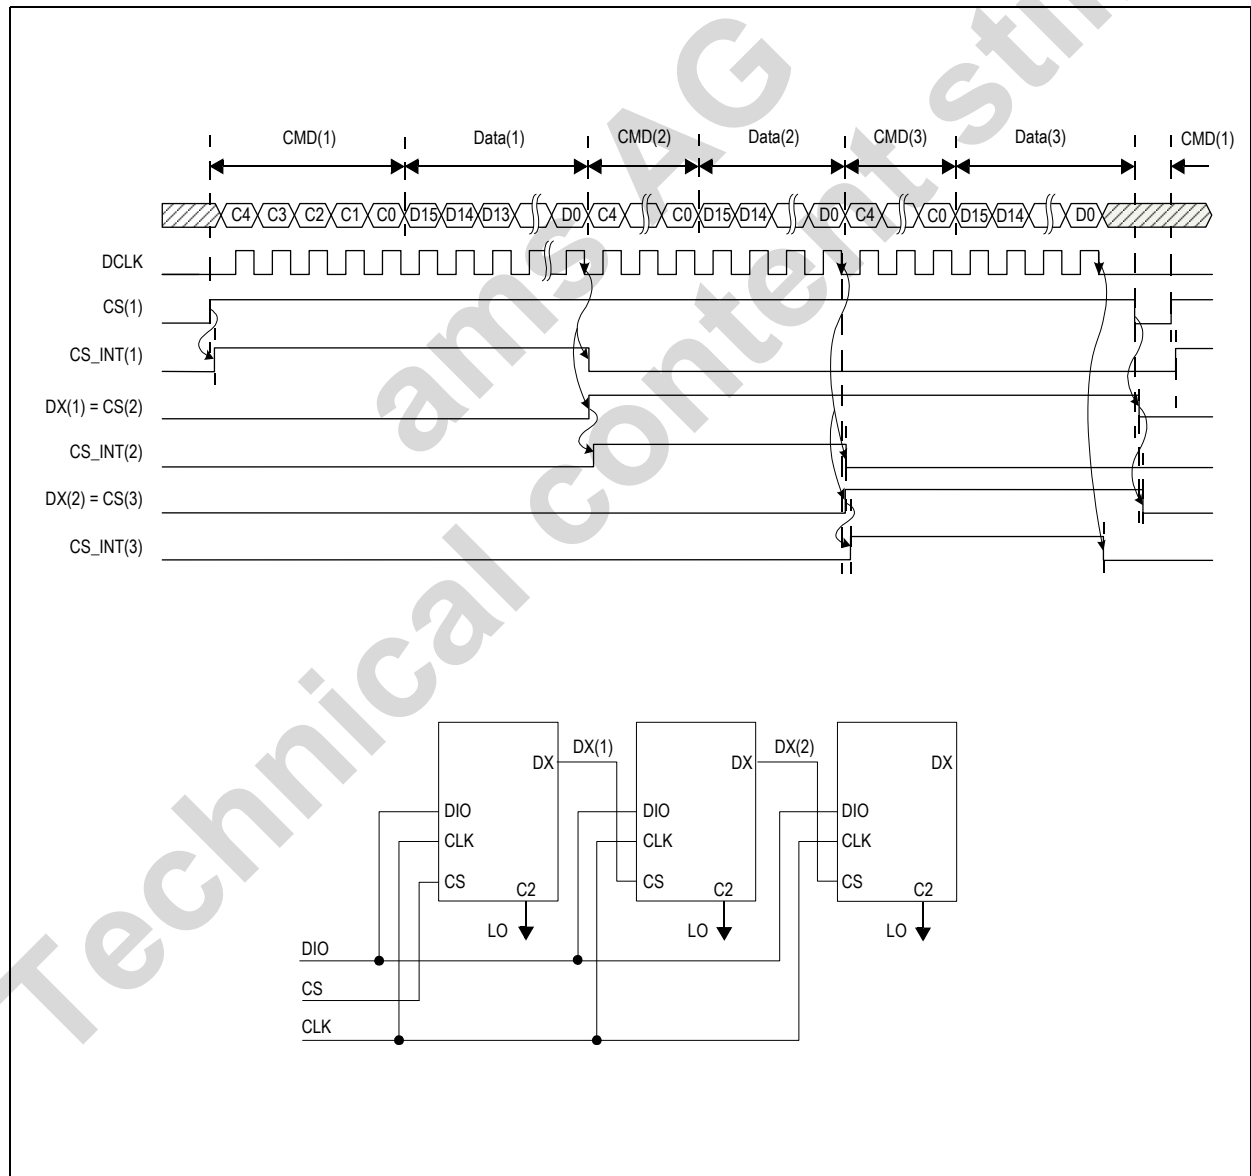 CMD(1) Data(1) CMD(2) Data(2) CMD(3) Data(3) CMD(1)
C4 C3 C2 C1 C0 D15 D14 D13 D0 C4 C0 D15 D14 D0 C4 C0 D15 D14 D0
DCLK
CS(1)
CS_INT(1)
DX(1) = CS(2)
CS_INT(2)
DX(2) = CS(3)
CS_INT(3)
DX DX(1) DX DX(2) DX
DIO DIO DIO
CLK CLK CLK
CS CS CS
C2 C2 C2
LO LO LO
DIO
CS
CLK
ams AG
Technical content still